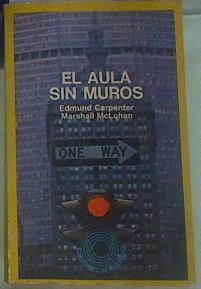 EL AULA
SIN MUROS
Edmund Carpenter
Marshall McLuhan
ONE WAY